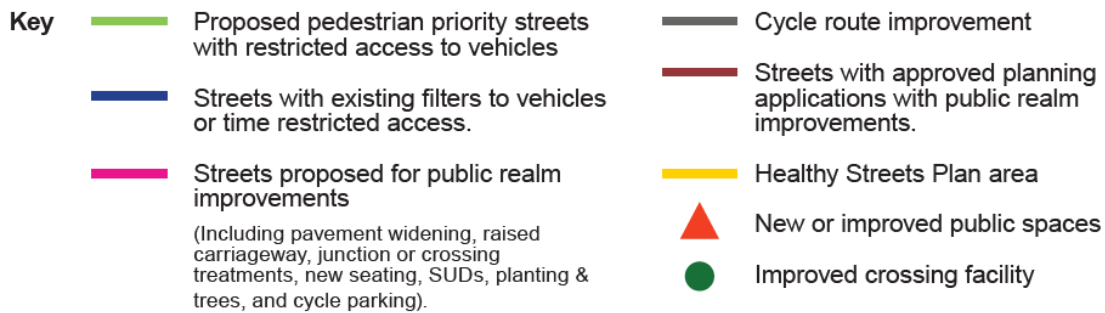 Key
Proposed pedestrian priority streets
with restricted access to vehicles
Streets with existing filters to vehicles
or time restricted access.
Streets proposed for public realm
improvements
(Including pavement widening, raised
carriageway, junction or crossing
treatments, new seating, SUDs, planting &
trees, and cycle parking).
Cycle route improvement
Streets with approved planning
applications with public realm
improvements.
Healthy Streets Plan area
New or improved public spaces
Improved crossing facility